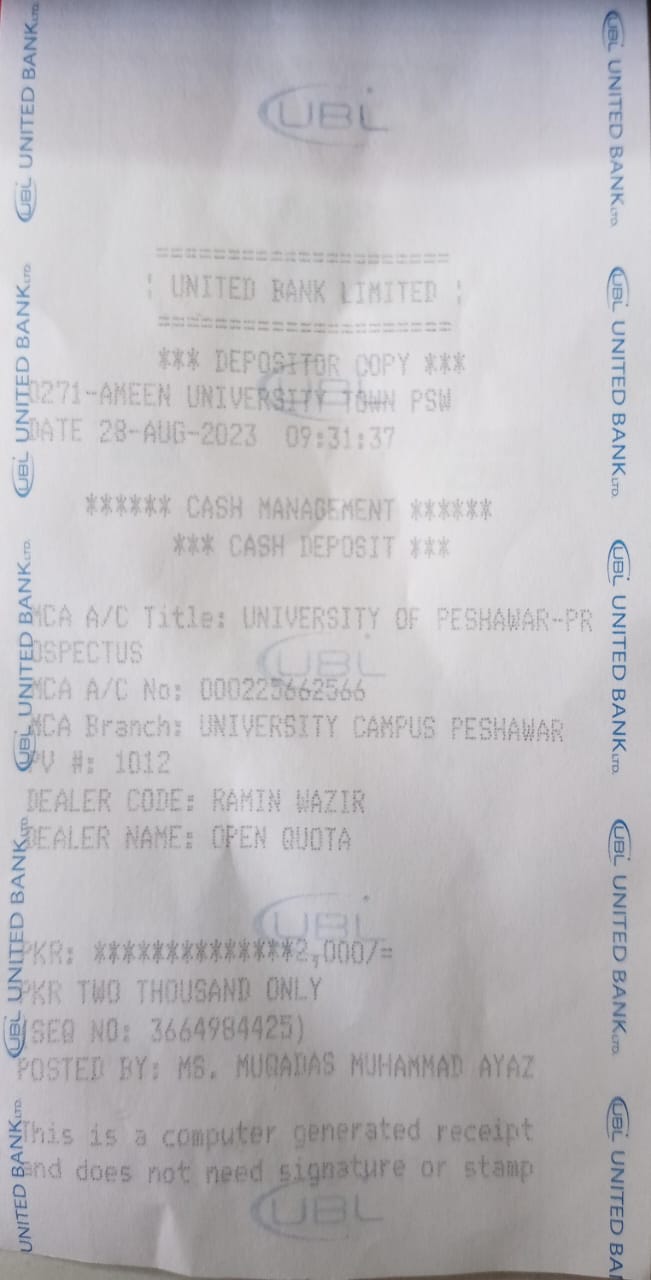 UBL
====================
¦ UNITED BANK LIMITED ¦
====================
*** DEPOSITOR COPY ***
0271-AMEEN UNIVERSITY TOWN PSW
DATE 28-AUG-2023 09:31:37
****** CASH MANAGEMENT ******
*** CASH DEPOSIT ***
MCA A/C Title: UNIVERSITY OF PESHAWAR-PR
OSPECTUS
MCA A/C No: 000225662566
MCA Branch: UNIVERSITY CAMPUS PESHAWAR
PV #: 1012
DEALER CODE: RAMIN WAZIR
DEALER NAME: OPEN QUOTA
UBL
PKR: **************2,000/=
PKR TWO THOUSAND ONLY
(SEQ NO: 3664984425)
POSTED BY: MS. MUQADAS MUHAMMAD AYAZ
This is a computer generated receipt
and does not need signature or stamp
UBL
UBL UNITED BANK LTD.
UBL UNITED BANK LTD.
UBL UNITED BANK LTD.
UBL UNITED BANK LTD.
UNITED BANK LTD.
UBL UNITED BANK LTD.
UBL UNITED BANK LTD.
UBL UNITED BANK LTD.
UBL UNITED BANK LTD.
UBL UNITED BA